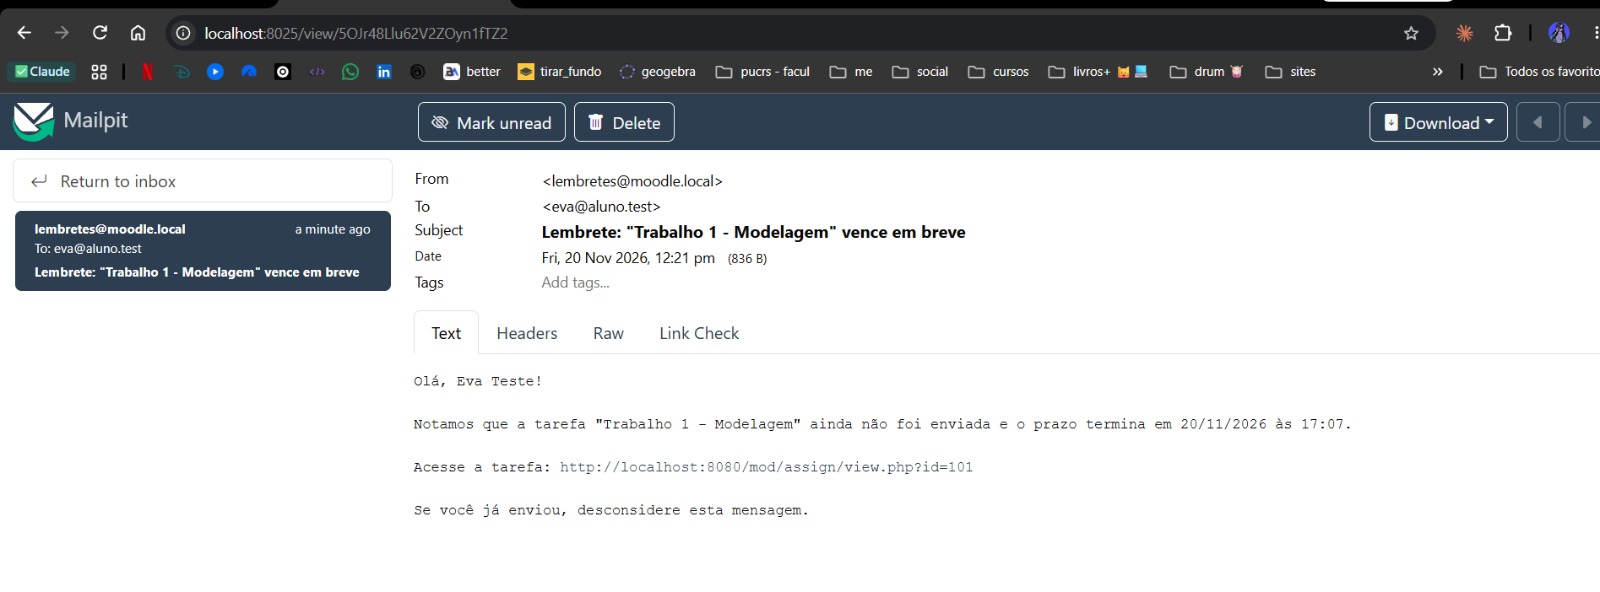 localhost:8025/view/5OJr48Llu62V2ZOyn1fTZ2
Claude better tirar_fundo geogebra pucrs - facul me social cursos livros+ drum sites » Todos os favorito
Mailpit
Mark unread Delete Download
Return to inbox
lembretes@moodle.local a minute ago
To: eva@aluno.test
Lembrete: "Trabalho 1 - Modelagem" vence em breve
From <lembretes@moodle.local>
To <eva@aluno.test>
Subject Lembrete: "Trabalho 1 - Modelagem" vence em breve
Date Fri, 20 Nov 2026, 12:21 pm (836 B)
Tags Add tags...
Text Headers Raw Link Check
Olá, Eva Teste!
Notamos que a tarefa "Trabalho 1 - Modelagem" ainda não foi enviada e o prazo termina em 20/11/2026 às 17:07.
Acesse a tarefa: http://localhost:8080/mod/assign/view.php?id=101
Se você já enviou, desconsidere esta mensagem.